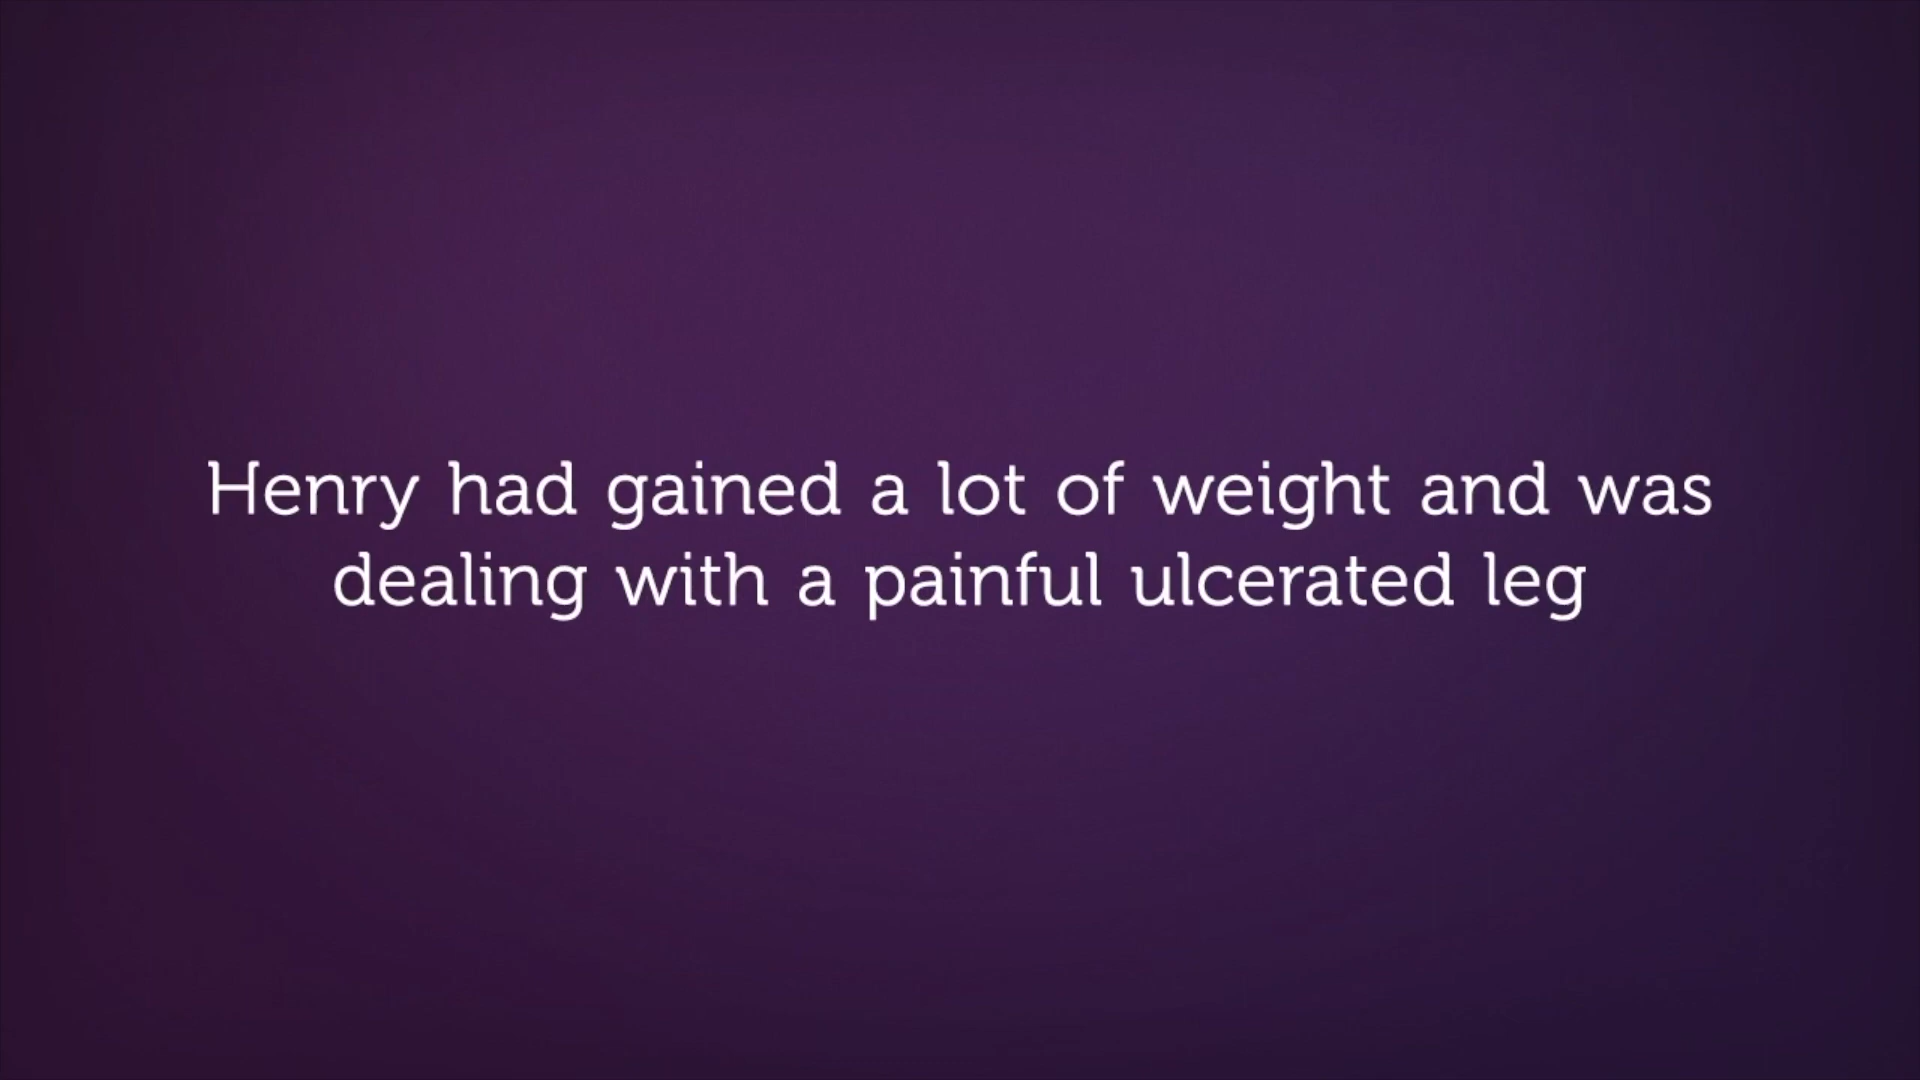 Henry had gained a lot of weight and was
dealing with a painful ulcerated leg